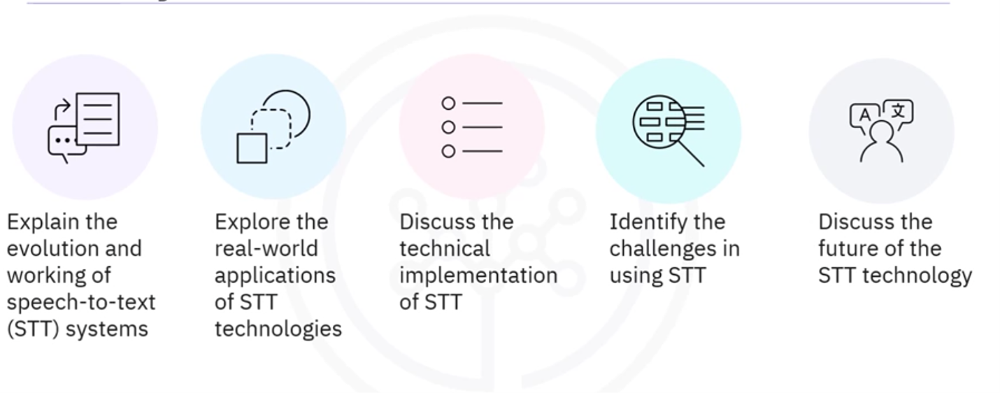 Explain the
evolution and
working of
speech-to-text
(STT) systems
Explore the
real-world
applications
of STT
technologies
Discuss the
technical
implementation
of STT
Identify the
challenges in
using STT
A 文
Discuss the
future of the
STT technology